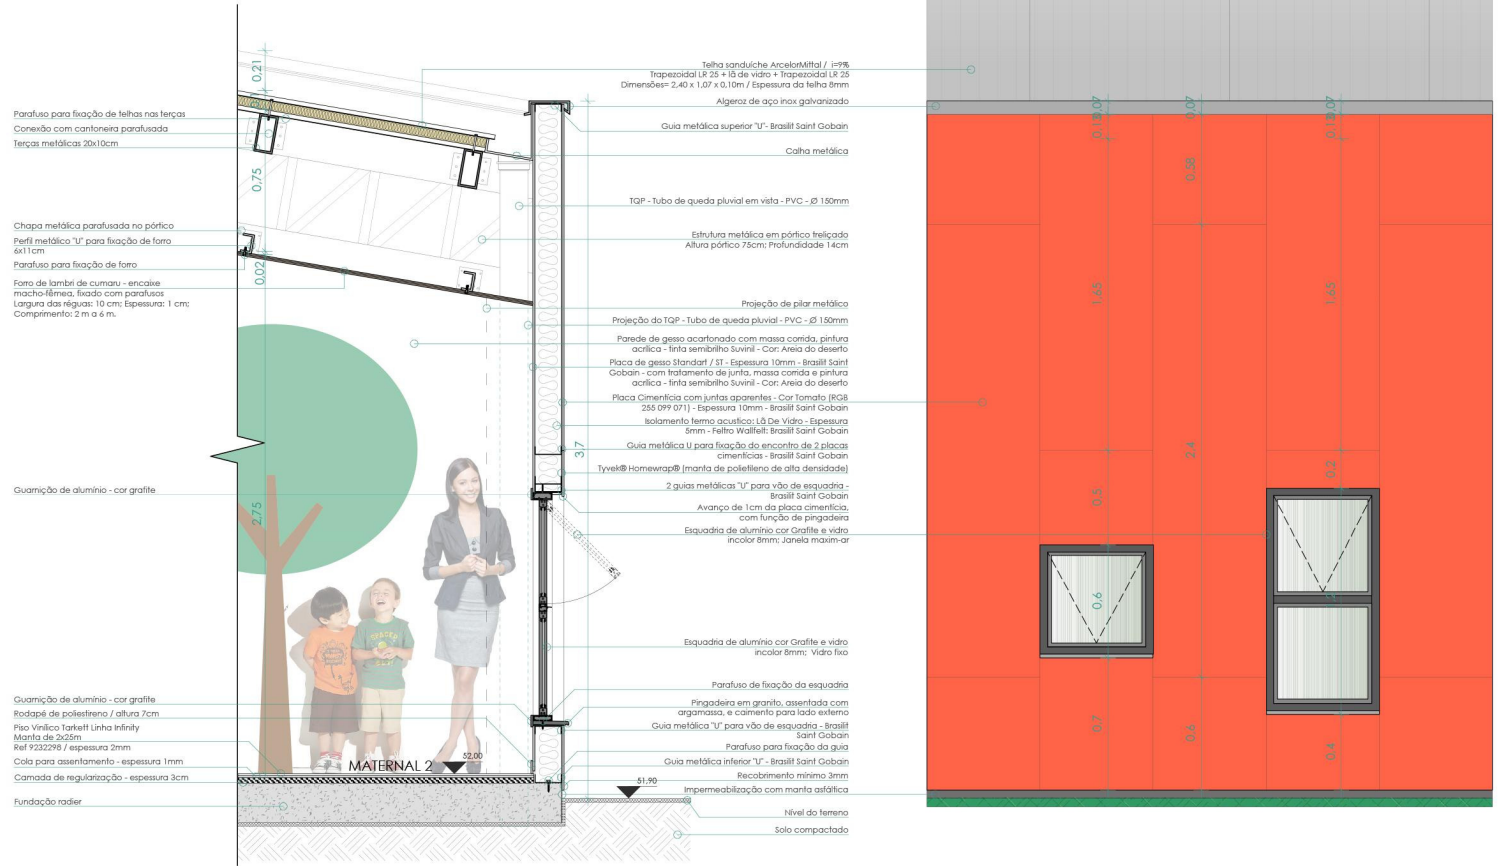 Parafuso para fixação de telhas nas terças
Conexão com cantoneira parafusada
Terças metálicas 20x10cm
Chapa metálica parafusada no pórtico
Perfil metálico "U" para fixação de forro
6x11cm
Parafuso para fixação de forro
Forro de lambri de cumaru - encaixe
macho-fêmea, fixado com parafusos
Largura das réguas: 10 cm; Espessura: 1 cm;
Comprimento: 2 m a 6 m.
Guarnição de alumínio - cor grafite
Guarnição de alumínio - cor grafite
Rodapé de poliestireno / altura 7cm
Piso Vinílico Tarkett Linha Infinity
Manta de 2x25m
Ref 9232298 / espessura 2mm
Cola para assentamento - espessura 1mm
Camada de regularização - espessura 3cm
Fundação radier
0,21
0,75
0,02
2,75
SPACED
MATERNAL 2
52,00
51,90
3,7
Telha sanduíche ArcelorMittal / i=9%
Trapezoidal LR 25 + lã de vidro + Trapezoidal LR 25
Dimensões= 2,40 x 1,07 x 0,10m / Espessura da telha 8mm
Algeroz de aço inox galvanizado
Guia metálica superior "U"- Brasilit Saint Gobain
Calha metálica
TQP - Tubo de queda pluvial em vista - PVC - Ø 150mm
Estrutura metálica em pórtico treliçado
Altura pórtico 75cm; Profundidade 14cm
Projeção de pilar metálico
Projeção do TQP - Tubo de queda pluvial - PVC - Ø 150mm
Parede de gesso acartonado com massa corrida, pintura
acrílica - tinta semibrilho Suvinil - Cor: Areia do deserto
Placa de gesso Standart / ST - Espessura 10mm - Brasilit Saint
Gobain - com tratamento de junta, massa corrida e pintura
acrílica - tinta semibrilho Suvinil - Cor: Areia do deserto
Placa Cimentícia com juntas aparentes - Cor Tomato (RGB
255 099 071) - Espessura 10mm - Brasilit Saint Gobain
Isolamento termo acustico: Lã De Vidro - Espessura
5mm - Feltro Wallfelt: Brasilit Saint Gobain
Guia metálica U para fixação do encontro de 2 placas
cimentícias - Brasilit Saint Gobain
Tyvek® Homewrap® (manta de polietileno de alta densidade)
2 guias metálicas "U" para vão de esquadria -
Brasilit Saint Gobain
Avanço de 1cm da placa cimentícia,
com função de pingadeira
Esquadria de alumínio cor Grafite e vidro
incolor 8mm; Janela maxim-ar
Esquadria de alumínio cor Grafite e vidro
incolor 8mm; Vidro fixo
Parafuso de fixação da esquadria
Pingadeira em granito, assentada com
argamassa, e caimento para lado externo
Guia metálica "U" para vão de esquadria - Brasilit
Saint Gobain
Parafuso para fixação da guia
Guia metálica inferior "U" - Brasilit Saint Gobain
Recobrimento mínimo 3mm
Impermeabilização com manta asfáltica
Nível do terreno
Solo compactado
0,07
0,13
1,65
0,5
0,6
0,7
0,07
0,58
2,4
0,6
0,07
0,13
1,65
0,2
0,4